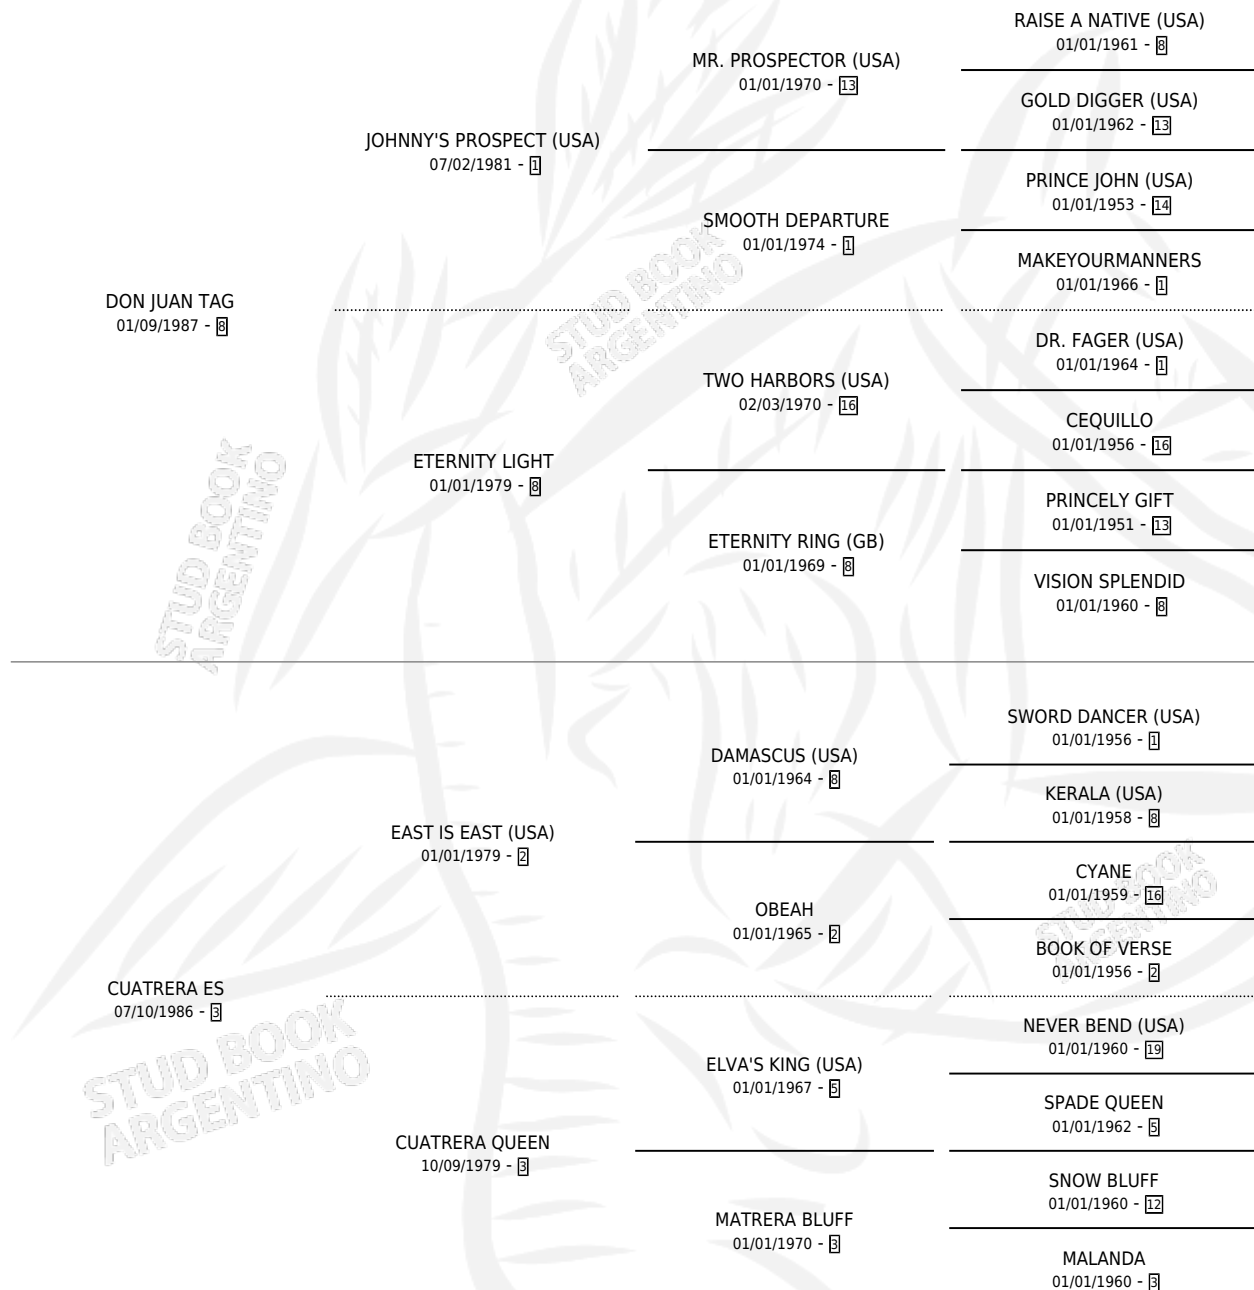 RAISE A NATIVE (USA)
01/01/1961 - 8
MR. PROSPECTOR (USA)
01/01/1970 - 13
GOLD DIGGER (USA)
01/01/1962 - 13
JOHNNY'S PROSPECT (USA)
07/02/1981 - 1
PRINCE JOHN (USA)
01/01/1953 - 14
SMOOTH DEPARTURE
01/01/1974 - 1
MAKEYOURMANNERS
01/01/1966 - 1
DON JUAN TAG
01/09/1987 - 8
DR. FAGER (USA)
01/01/1964 - 1
TWO HARBORS (USA)
02/03/1970 - 16
CEQUILLO
01/01/1956 - 16
ETERNITY LIGHT
01/01/1979 - 8
PRINCELY GIFT
01/01/1951 - 13
ETERNITY RING (GB)
01/01/1969 - 8
VISION SPLENDID
01/01/1960 - 8
SWORD DANCER (USA)
01/01/1956 - 1
DAMASCUS (USA)
01/01/1964 - 8
KERALA (USA)
01/01/1958 - 8
EAST IS EAST (USA)
01/01/1979 - 2
CYANE
01/01/1959 - 16
OBEAH
01/01/1965 - 2
BOOK OF VERSE
01/01/1956 - 2
CUATRERA ES
07/10/1986 - 3
NEVER BEND (USA)
01/01/1960 - 19
ELVA'S KING (USA)
01/01/1967 - 5
SPADE QUEEN
01/01/1962 - 5
CUATRERA QUEEN
10/09/1979 - 3
SNOW BLUFF
01/01/1960 - 12
MATRERA BLUFF
01/01/1970 - 3
MALANDA
01/01/1960 - 3
STUD BOOK
ARGENTINO
STUD BOOK
ARGENTINO
STUD BOOK
ARGENTINO
STUD BOOK
ARGENTINO